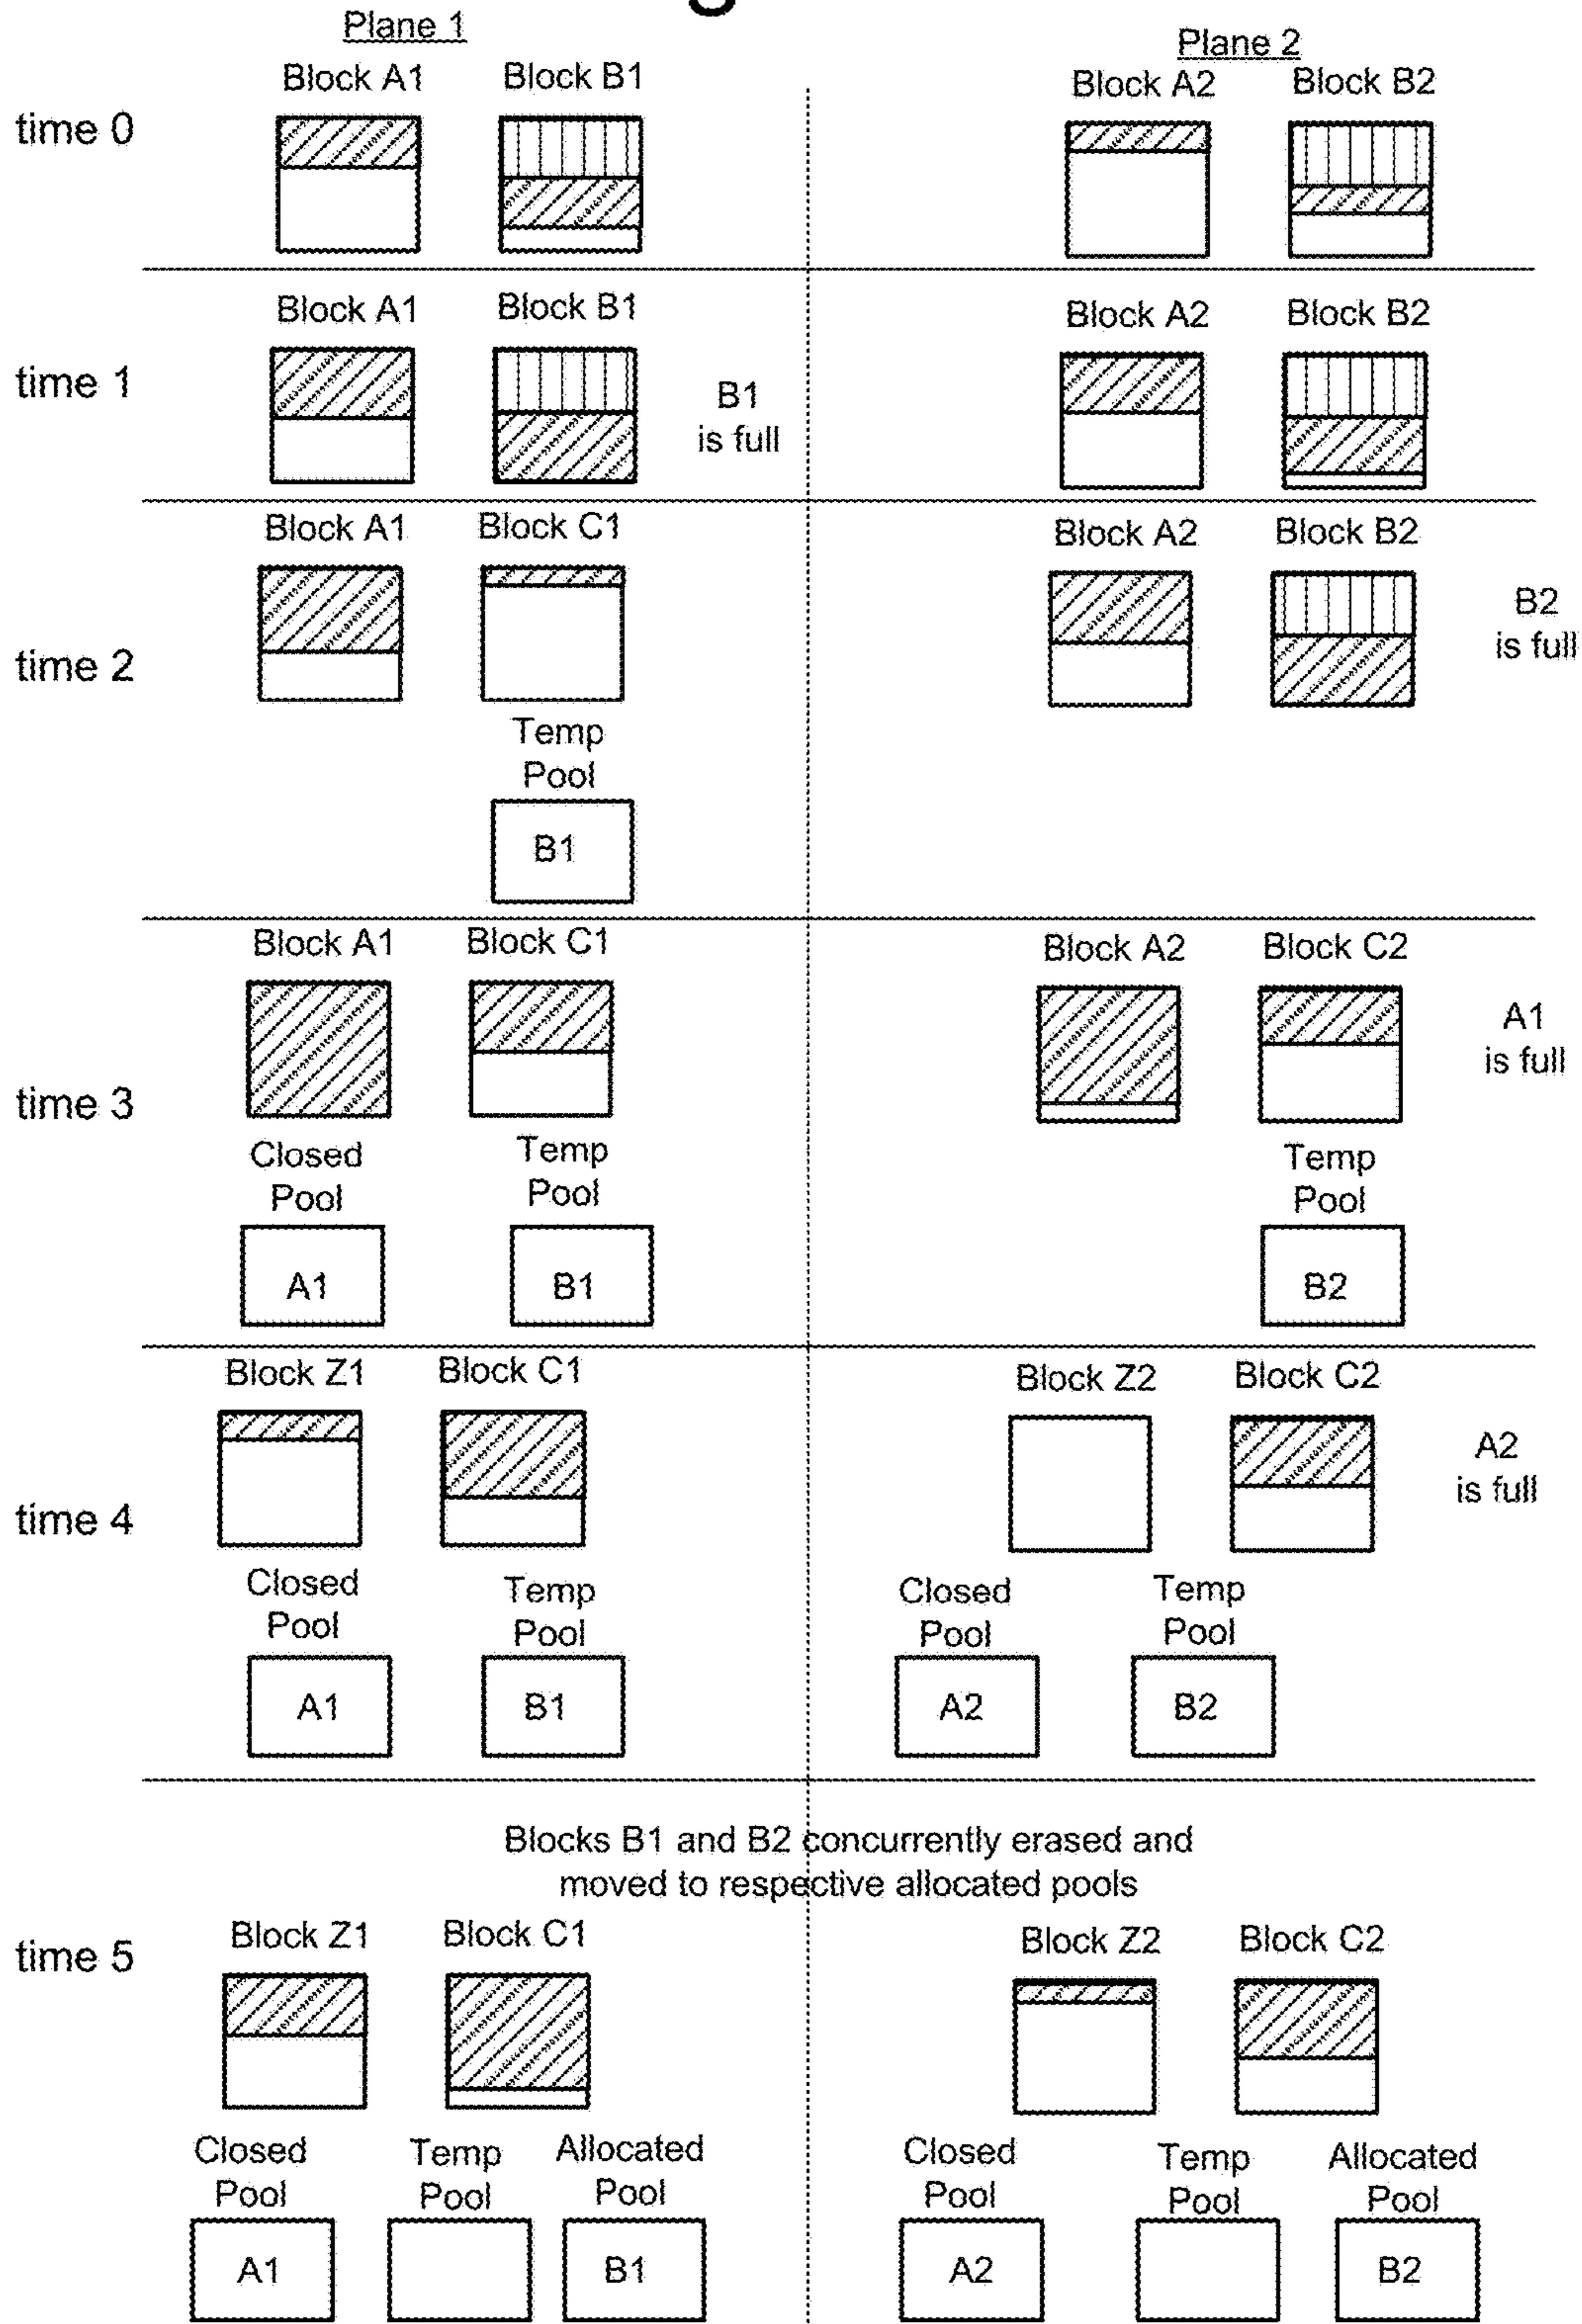 Plane 1
Plane 2
Block A1
Block B1
Block A2
Block B2
time 0
Block A1
Block B1
Block A2
Block B2
time 1
B1
is full
Block A1
Block C1
Block A2
Block B2
time 2
B2
is full
Temp
Pool
B1
Block A1
Block C1
Block A2
Block C2
time 3
A1
is full
Closed
Pool
Temp
Pool
Temp
Pool
A1
B1
B2
Block Z1
Block C1
Block Z2
Block C2
time 4
A2
is full
Closed
Pool
Temp
Pool
Closed
Pool
Temp
Pool
A1
B1
A2
B2
Blocks B1 and B2 concurrently erased and
moved to respective allocated pools
time 5
Block Z1
Block C1
Block Z2
Block C2
Closed
Pool
Temp
Pool
Allocated
Pool
Closed
Pool
Temp
Pool
Allocated
Pool
A1
B1
A2
B2